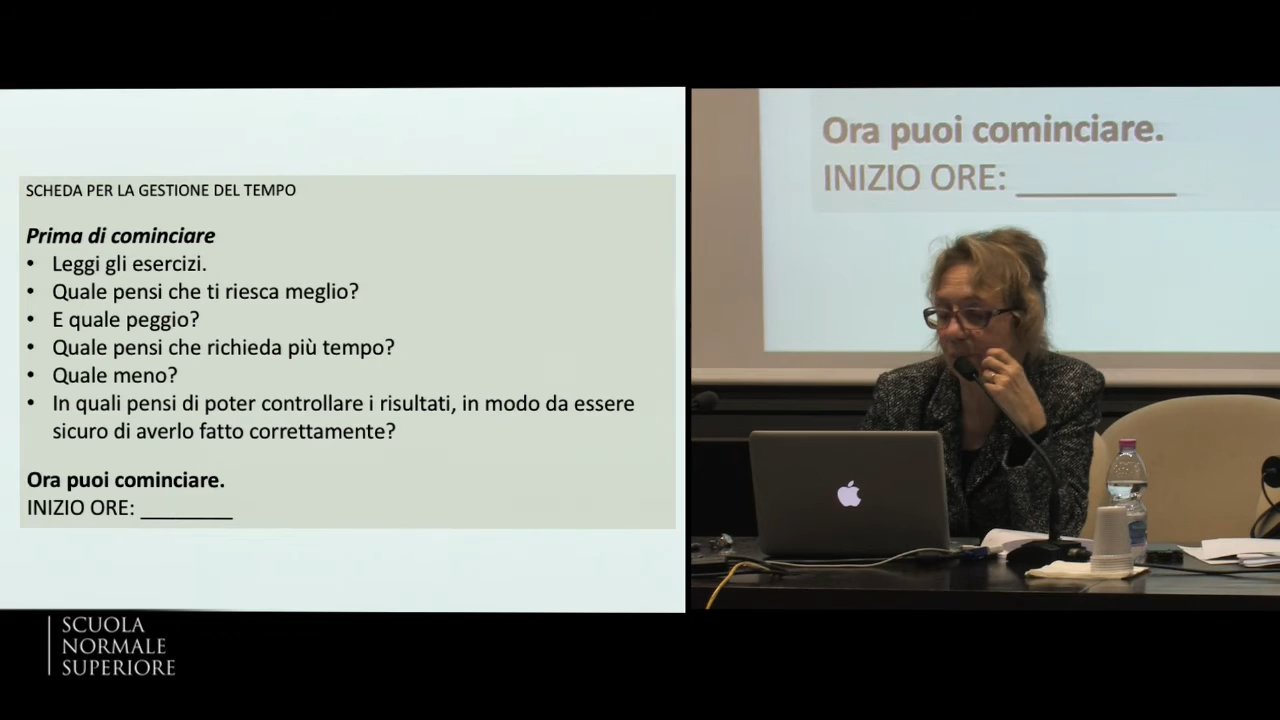 SCHEDA PER LA GESTIONE DEL TEMPO
Prima di cominciare
• Leggi gli esercizi.
• Quale pensi che ti riesca meglio?
• E quale peggio?
• Quale pensi che richieda più tempo?
• Quale meno?
• In quali pensi di poter controllare i risultati, in modo da essere
sicuro di averlo fatto correttamente?
Ora puoi cominciare.
INIZIO ORE: ________
Ora puoi cominciare.
INIZIO ORE: ________
SCUOLA
NORMALE
SUPERIORE